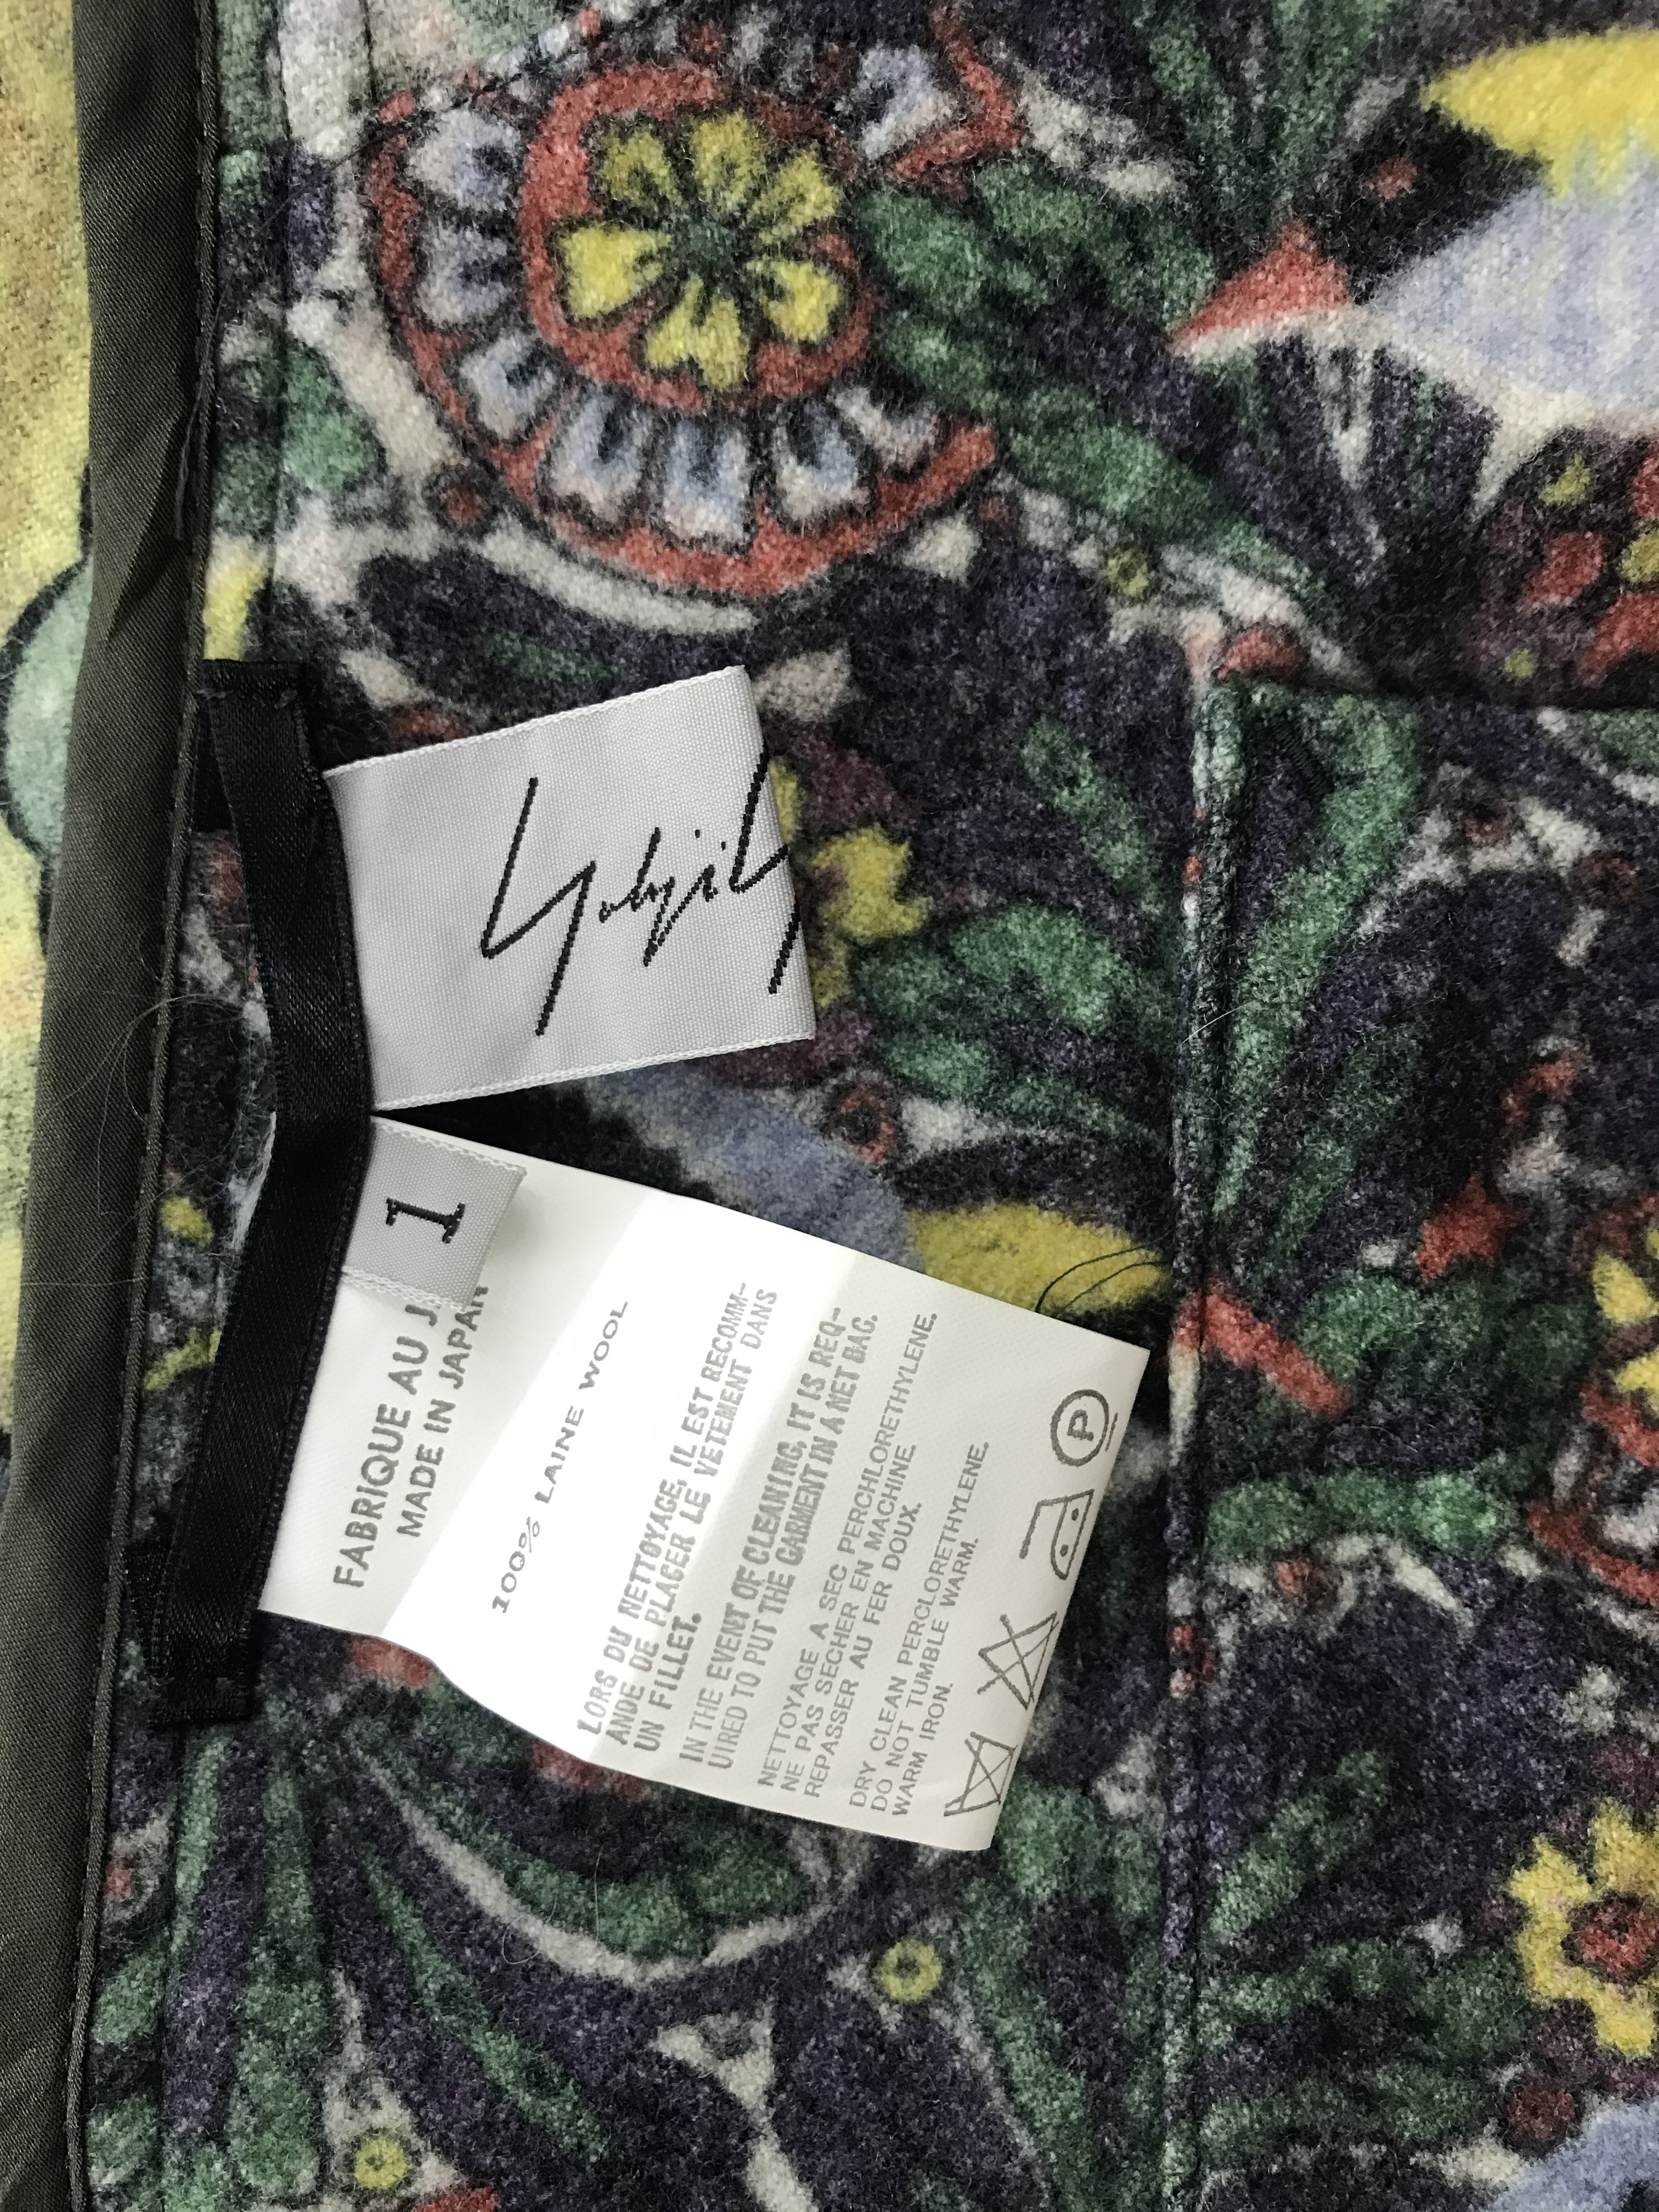 Yohji Y
1
FABRIQUE AU J
MADE IN JAPAN
100% LAINE WOOL
LORS DU NETTOYAGE, IL EST RECOMM-
ANDE DE PLACER LE VETEMENT DANS
UN FILLET.
IN THE EVENT OF CLEANING, IT IS REQ-
UIRED TO PUT THE GARMENT IN A NET BAG.
NETTOYAGE A SEC PERCHLORETHYLENE.
NE PAS SECHER EN MACHINE.
REPASSER AU FER DOUX.
DRY CLEAN PERCLORETHYLENE.
DO NOT TUMBLE WARM.
WARM IRON.
P